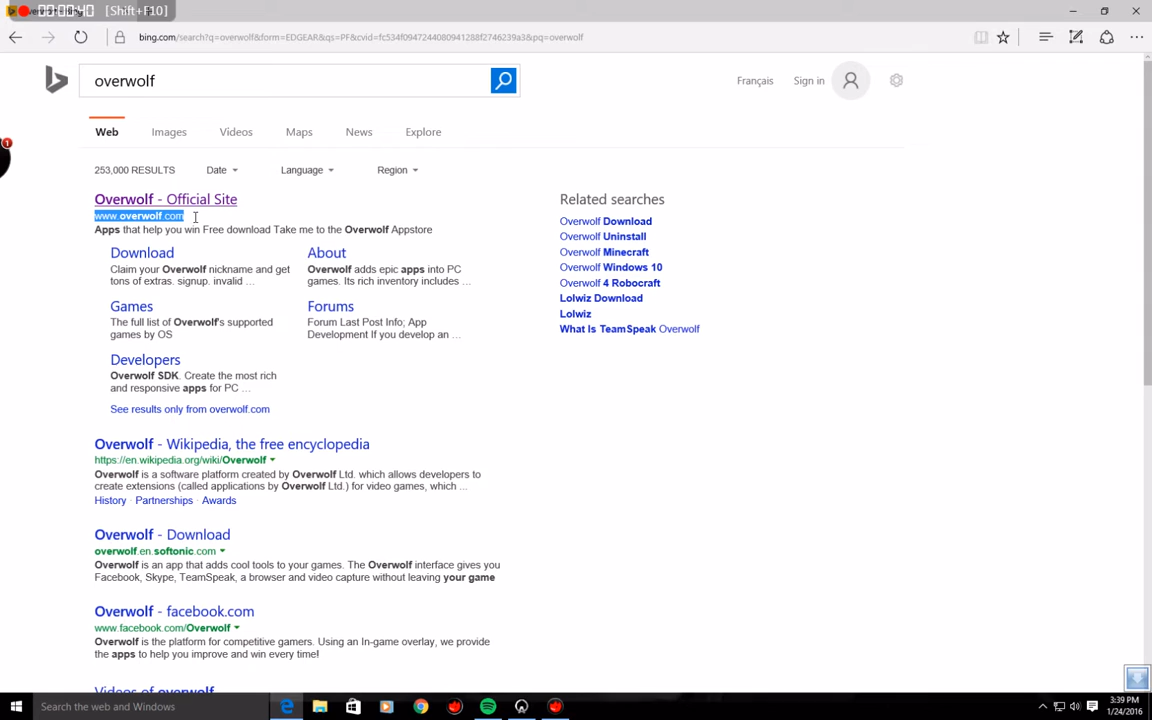 00:00:40 [Shift+F10]
bing.com/search?q=overwolf&form=EDGEAR&qs=PF&cvid=fc534f0947244080941288f2746239a3&pq=overwolf
overwolf
Français
Sign in
Web
Images
Videos
Maps
News
Explore
253,000 RESULTS
Date
Language
Region
1
Overwolf - Official Site
www.overwolf.com
Apps that help you win Free download Take me to the Overwolf Appstore
Download
Claim your Overwolf nickname and get
tons of extras. signup. invalid ...
About
Overwolf adds epic apps into PC
games. Its rich inventory includes ...
Games
The full list of Overwolf's supported
games by OS
Forums
Forum Last Post Info; App
Development If you develop an ...
Developers
Overwolf SDK. Create the most rich
and responsive apps for PC ...
See results only from overwolf.com
Overwolf - Wikipedia, the free encyclopedia
https://en.wikipedia.org/wiki/Overwolf
Overwolf is a software platform created by Overwolf Ltd. which allows developers to
create extensions (called applications by Overwolf Ltd.) for video games, which ...
History · Partnerships · Awards
Overwolf - Download
overwolf.en.softonic.com
Overwolf is an app that adds cool tools to your games. The Overwolf interface gives you
Facebook, Skype, TeamSpeak, a browser and video capture without leaving your game
Overwolf - facebook.com
www.facebook.com/Overwolf
Overwolf is the platform for competitive gamers. Using an In-game overlay, we provide
the apps to help you improve and win every time!
Videos of overwolf
Related searches
Overwolf Download
Overwolf Uninstall
Overwolf Minecraft
Overwolf Windows 10
Overwolf 4 Robocraft
Lolwiz Download
Lolwiz
What Is TeamSpeak Overwolf
Search the web and Windows
3:39 PM
1/24/2016